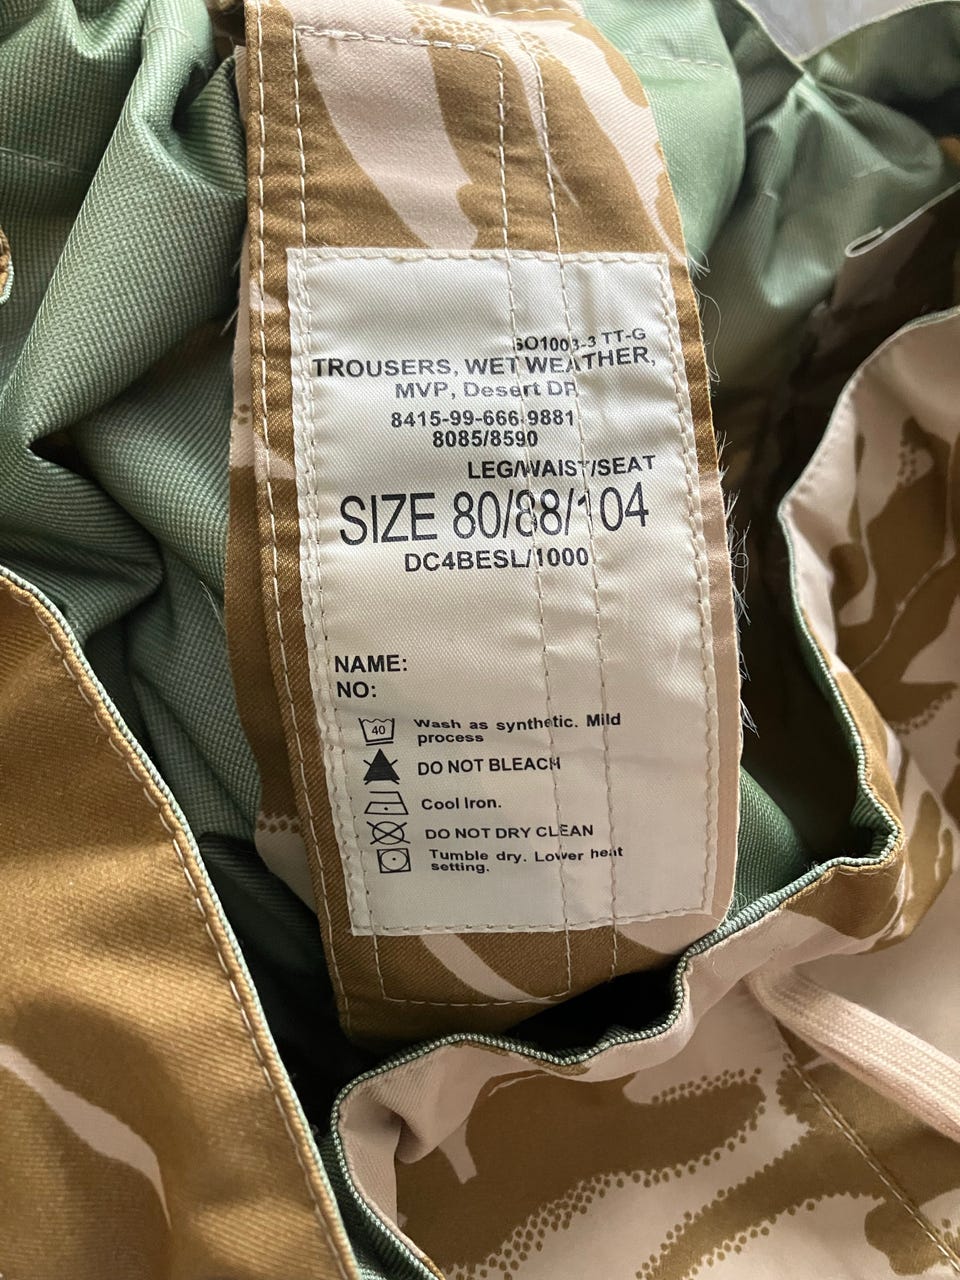 TT-G
TROUSERS, WET WEATHER,
MVP, Desert DP
8415-99-666-9881
8085/8590
LEG/WAIST/SEAT
SIZE 80/88/104
DC4BESL/1000
NAME:
NO:
40
Wash as synthetic. Mild
process
DO NOT BLEACH
Cool Iron.
DO NOT DRY CLEAN
Tumble dry. Lower heat
setting.